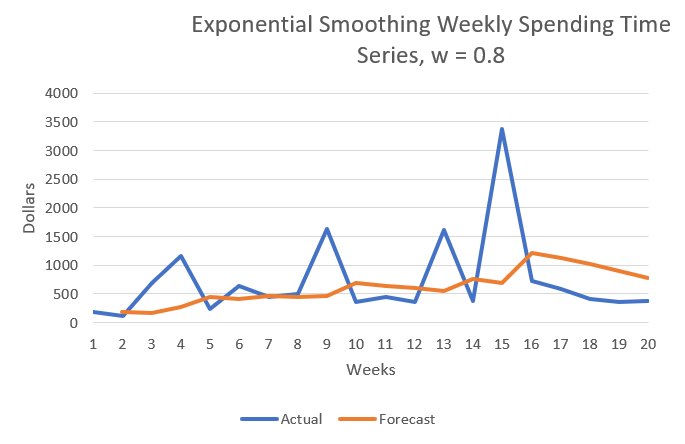 Exponential Smoothing Weekly Spending Time
Series, w = 0.8
4000
3500
3000
2500
2000
1500
1000
500
0
Dollars
1 2 3 4 5 6 7 8 9 10 11 12 13 14 15 16 17 18 19 20
Weeks
Actual Forecast